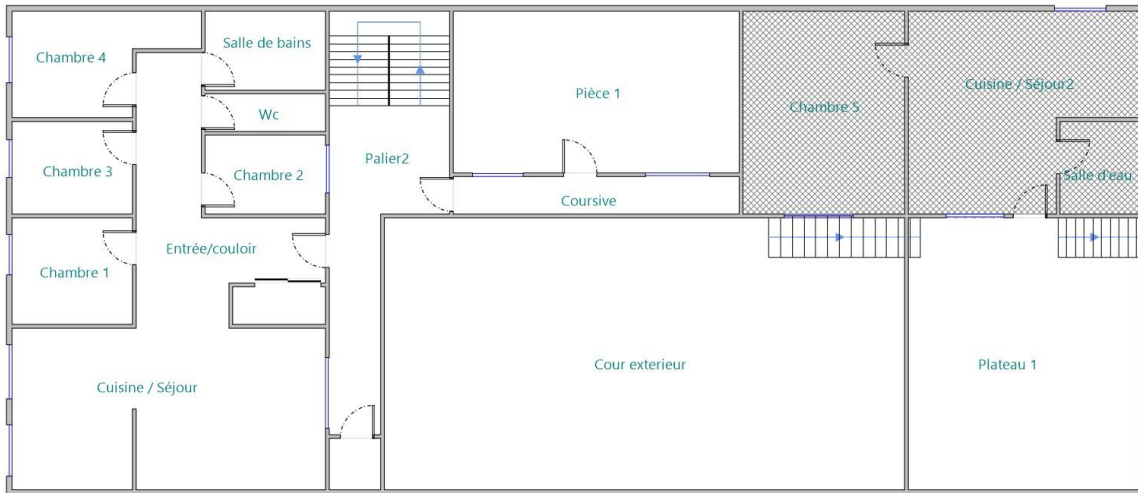 Chambre 4
Salle de bains
Pièce 1
Chambre 5
Cuisine / Séjour2
Wc
Palier2
Chambre 3
Chambre 2
Salle d'eau
Coursive
Entrée/couloir
Chambre 1
Cour exterieur
Plateau 1
Cuisine / Séjour